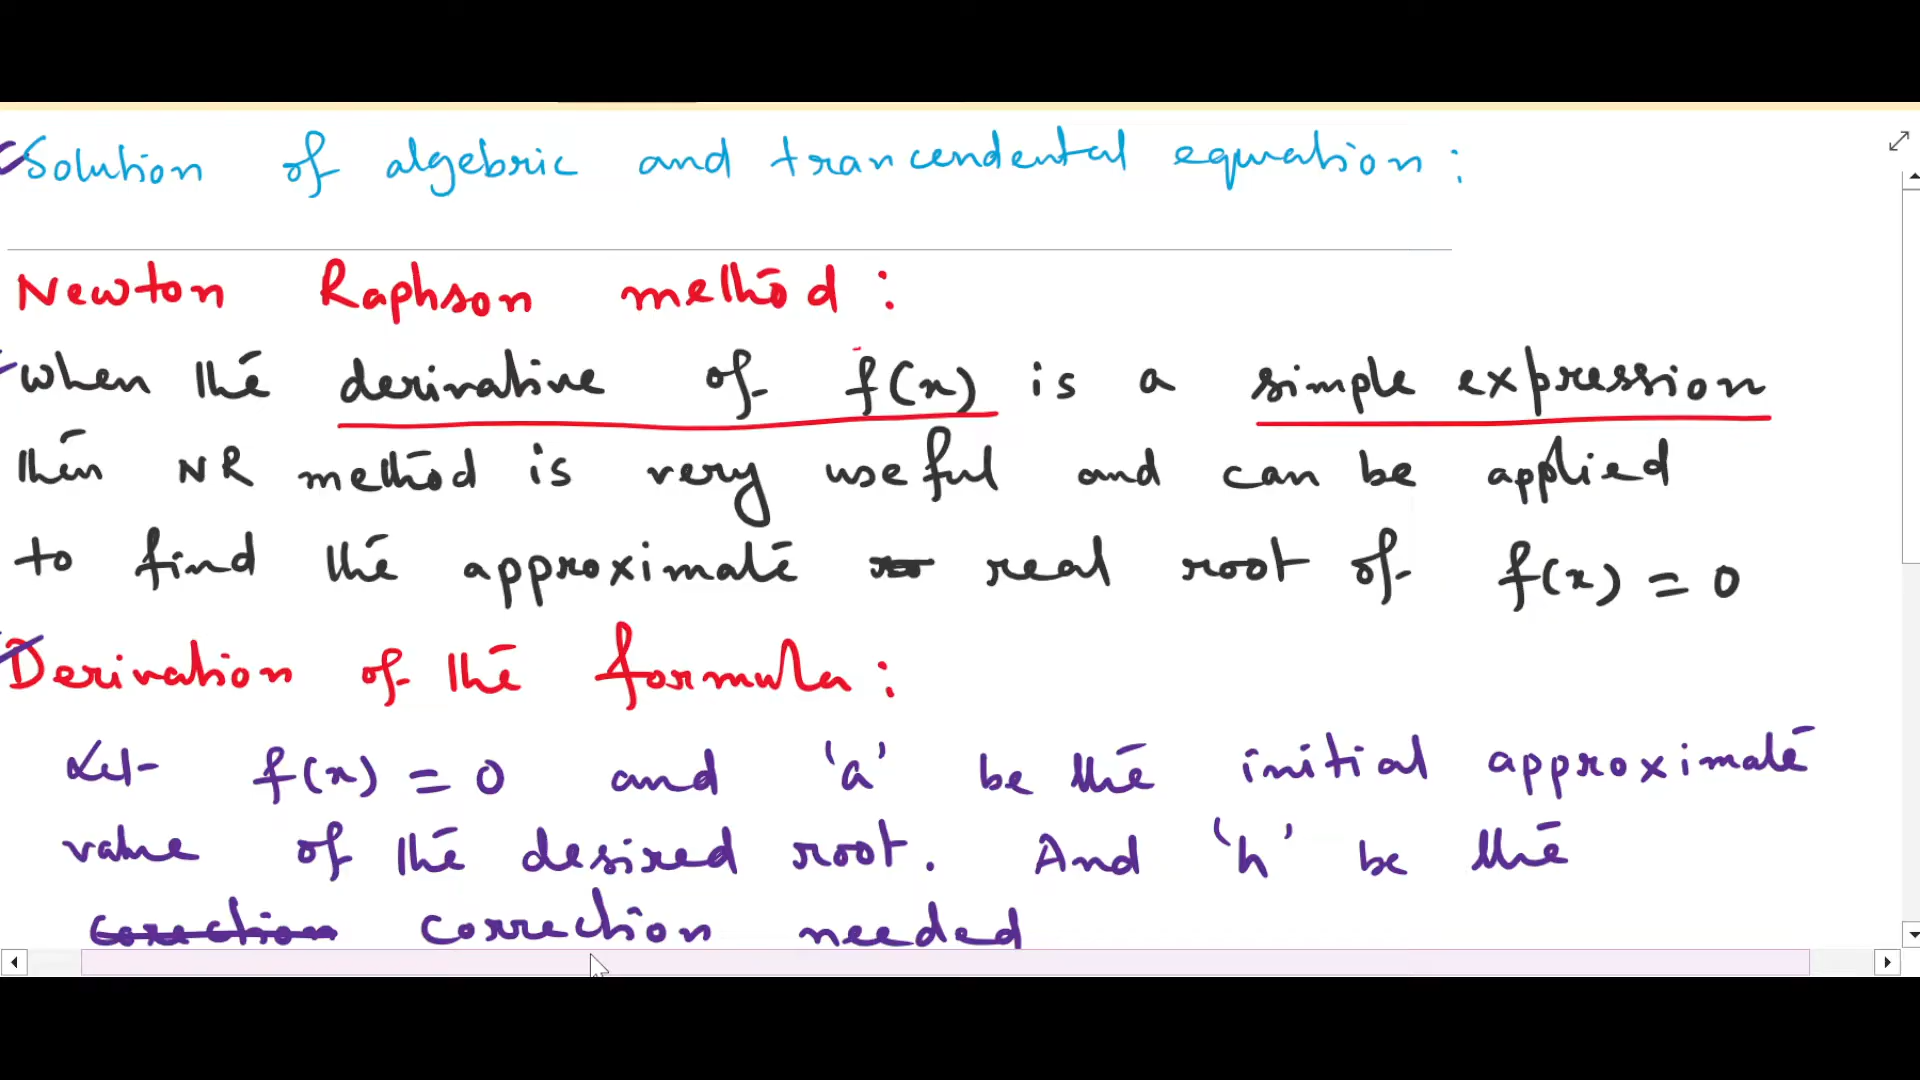 Solution of algebric and trancendental equation:
Newton Raphson method:
When the derivative of f(x) is a simple expression
then NR method is very useful and can be applied
to find the approximate real root of f(x) = 0
Derivation of the formula:
Let f(x) = 0 and 'a' be the initial approximate
value of the desired root. And 'h' be the
corection correction needed